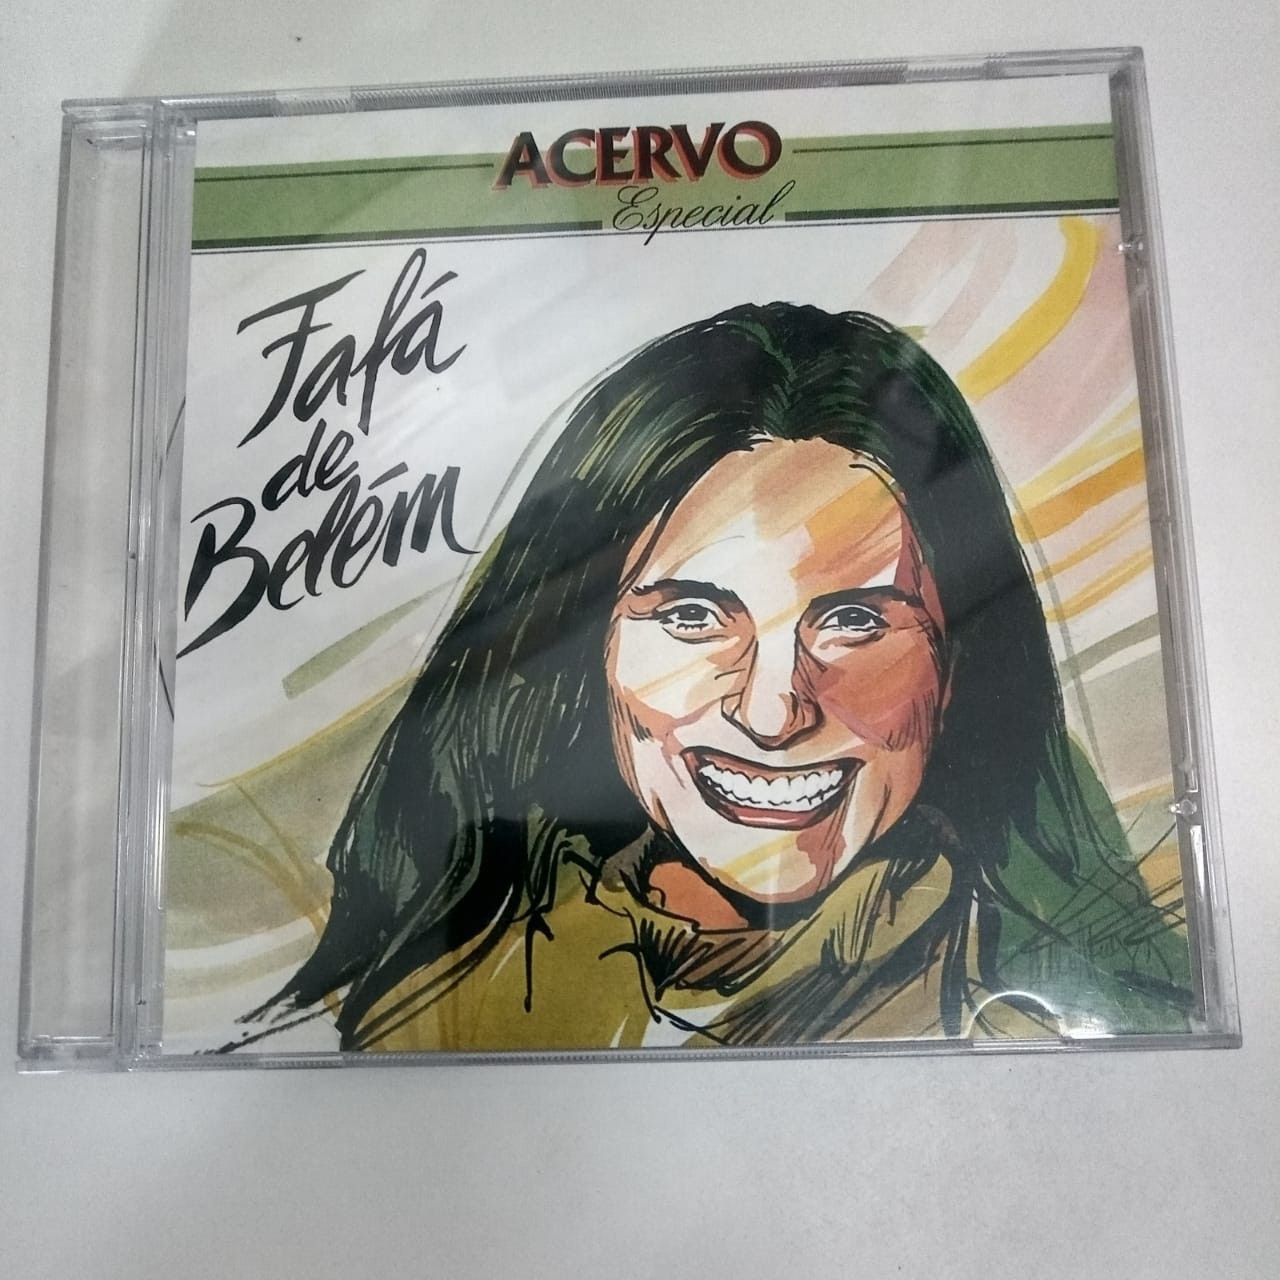 ACERVO
Especial
Fafá
de
Belém